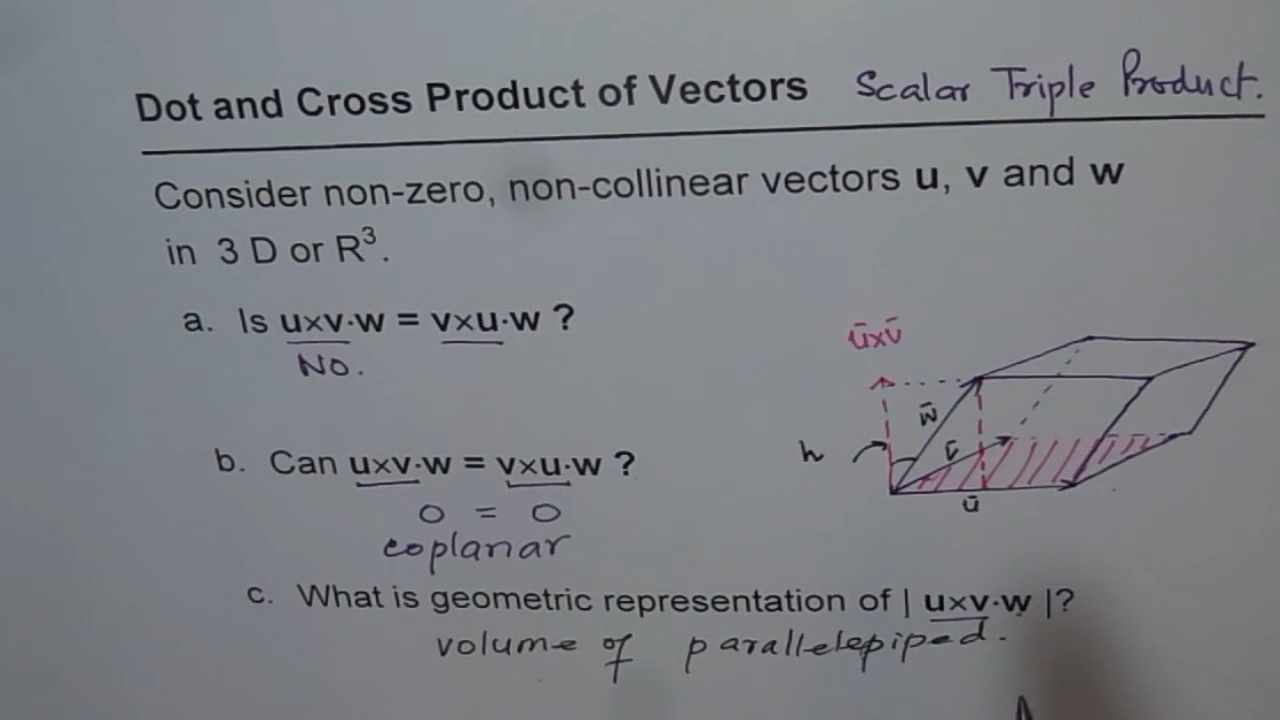 Dot and Cross Product of Vectors Scalar Triple Product.
Consider non-zero, non-collinear vectors u, v and w
in 3 D or R³.
a. Is u×v·w = v×u·w ?
No.
b. Can u×v·w = v×u·w ?
0 = 0
coplanar
c. What is geometric representation of | u×v·w |?
volume of parallelepiped.
ū×v̄
w̄
h
v̄
ū